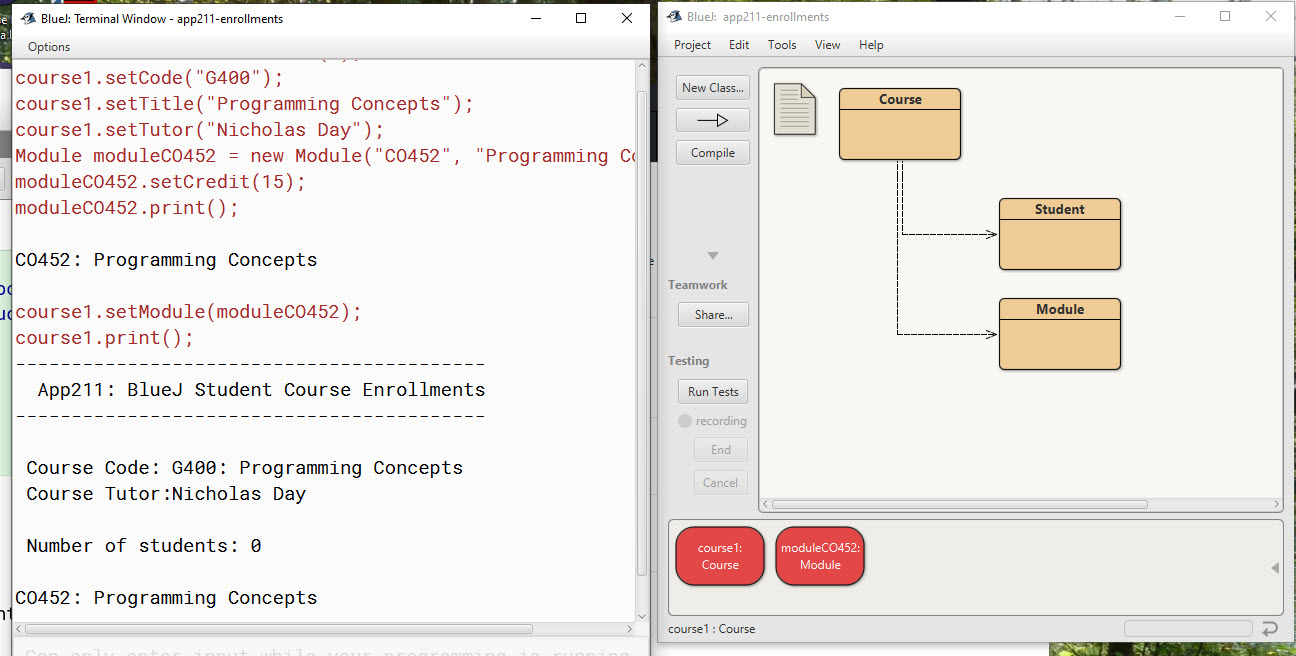 BlueJ: Terminal Window - app211-enrollments
Options
course1.setCode("G400");
course1.setTitle("Programming Concepts");
course1.setTutor("Nicholas Day");
Module moduleCO452 = new Module("CO452", "Programming Co
moduleCO452.setCredit(15);
moduleCO452.print();
CO452: Programming Concepts
course1.setModule(moduleCO452);
course1.print();
------------------------------------------
App211: BlueJ Student Course Enrollments
------------------------------------------
Course Code: G400: Programming Concepts
Course Tutor:Nicholas Day
Number of students: 0
CO452: Programming Concepts
Can only enter input while your programming is running
BlueJ: app211-enrollments
Project Edit Tools View Help
New Class...
Compile
Teamwork
Share...
Testing
Run Tests
recording
End
Cancel
Course
Student
Module
course1:
Course
moduleCO452:
Module
course1 : Course